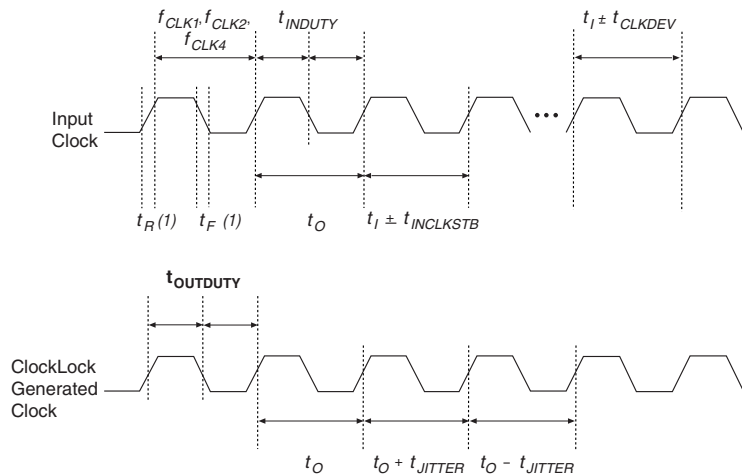 fCLK1, fCLK2,
fCLK4
tINDUTY
tI ± tCLKDEV
Input
Clock
tR (1)
tF (1)
tO
tI ± tINCLKSTB
tOUTDUTY
ClockLock
Generated
Clock
tO
tO + tJITTER
tO − tJITTER